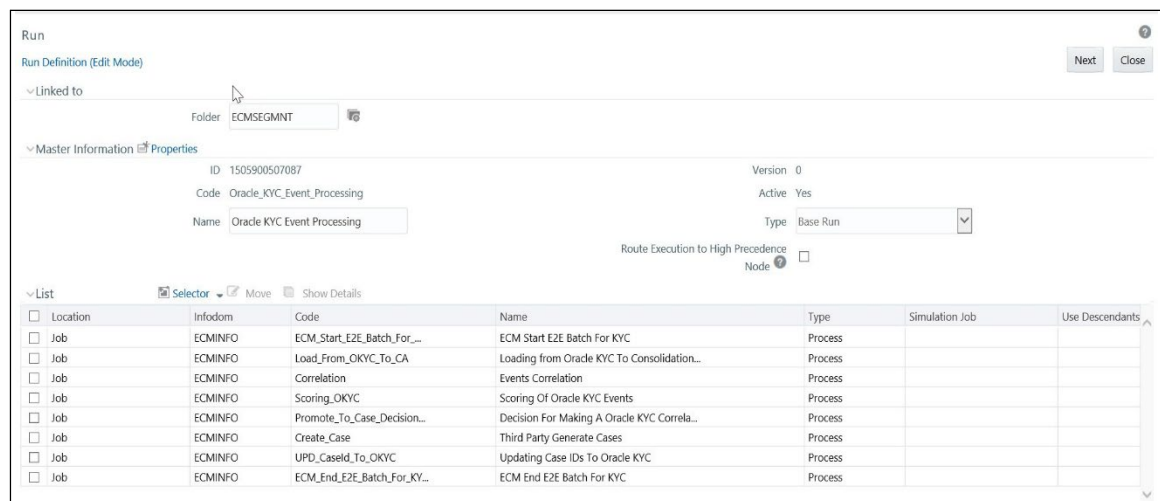 Run
Run Definition (Edit Mode)
Next Close
Linked to
Folder ECMSEGMNT
Master Information Properties
ID 1505900507087 Version 0
Code Oracle_KYC_Event_Processing Active Yes
Name Oracle KYC Event Processing Type Base Run
Route Execution to High Precedence
Node
List Selector Move Show Details
Location Infodom Code Name Type Simulation Job Use Descendants
Job ECMINFO ECM_Start_E2E_Batch_For_... ECM Start E2E Batch For KYC Process
Job ECMINFO Load_From_OKYC_To_CA Loading from Oracle KYC To Consolidation... Process
Job ECMINFO Correlation Events Correlation Process
Job ECMINFO Scoring_OKYC Scoring Of Oracle KYC Events Process
Job ECMINFO Promote_To_Case_Decision... Decision For Making A Oracle KYC Correla... Process
Job ECMINFO Create_Case Third Party Generate Cases Process
Job ECMINFO UPD_CaseId_To_OKYC Updating Case IDs To Oracle KYC Process
Job ECMINFO ECM_End_E2E_Batch_For_KY... ECM End E2E Batch For KYC Process